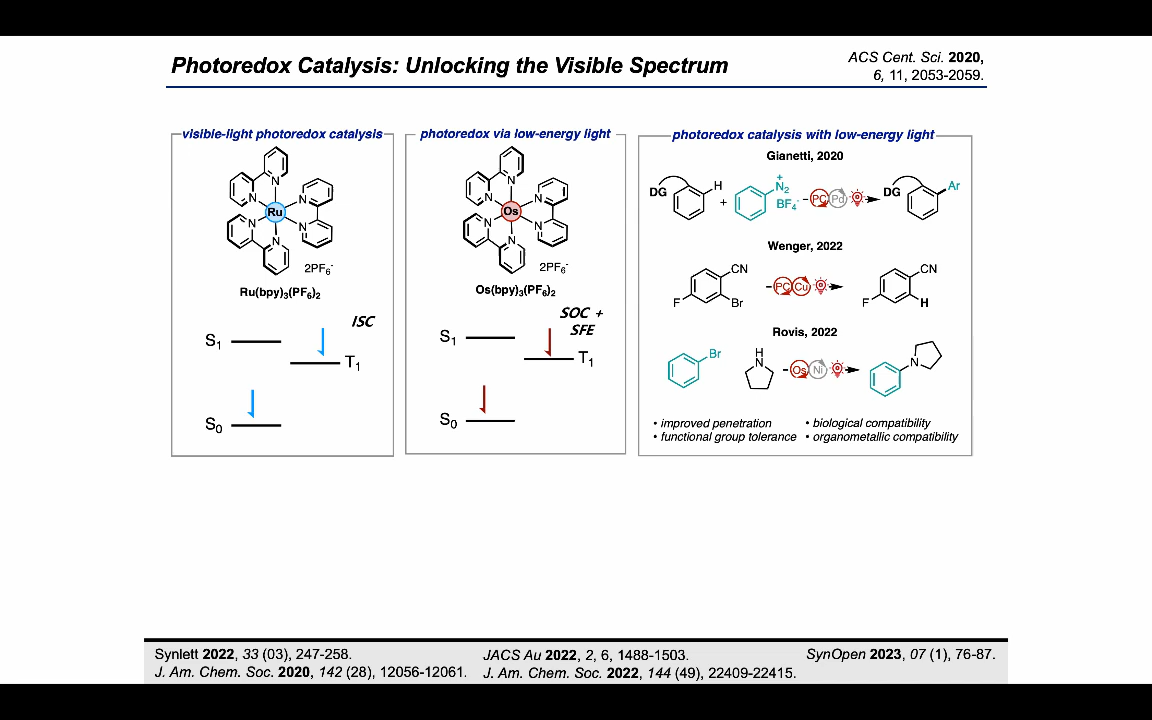 Photoredox Catalysis: Unlocking the Visible Spectrum
ACS Cent. Sci. 2020,
6, 11, 2053-2059.
visible-light photoredox catalysis
N
N
N
Ru
N
N
N
2PF6-
Ru(bpy)3(PF6)2
ISC
S1
T1
S0
photoredox via low-energy light
N
N
N
Os
N
N
N
2PF6-
Os(bpy)3(PF6)2
SOC +
SFE
S1
T1
S0
photoredox catalysis with low-energy light
Gianetti, 2020
DG
H
+
N2+
BF4-
PC
Pd
DG
Ar
Wenger, 2022
CN
F
Br
PC
Cu
CN
F
H
Rovis, 2022
Br
H
N
Os
Ni
N
• improved penetration
• biological compatibility
• functional group tolerance
• organometallic compatibility
Synlett 2022, 33 (03), 247-258.
JACS Au 2022, 2, 6, 1488-1503.
SynOpen 2023, 07 (1), 76-87.
J. Am. Chem. Soc. 2020, 142 (28), 12056-12061.
J. Am. Chem. Soc. 2022, 144 (49), 22409-22415.